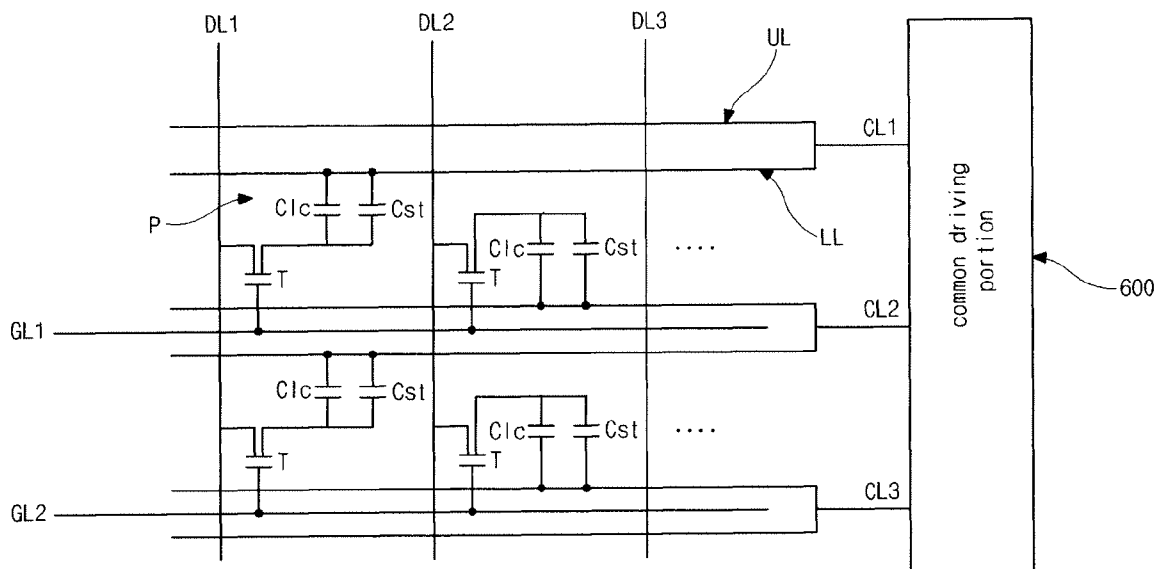 DL1 DL2 DL3
UL
CL1
P
Clc Cst
LL
T
Clc Cst ....
T
common driving
portion
600
GL1
CL2
Clc Cst
T
Clc Cst ....
T
CL3
GL2